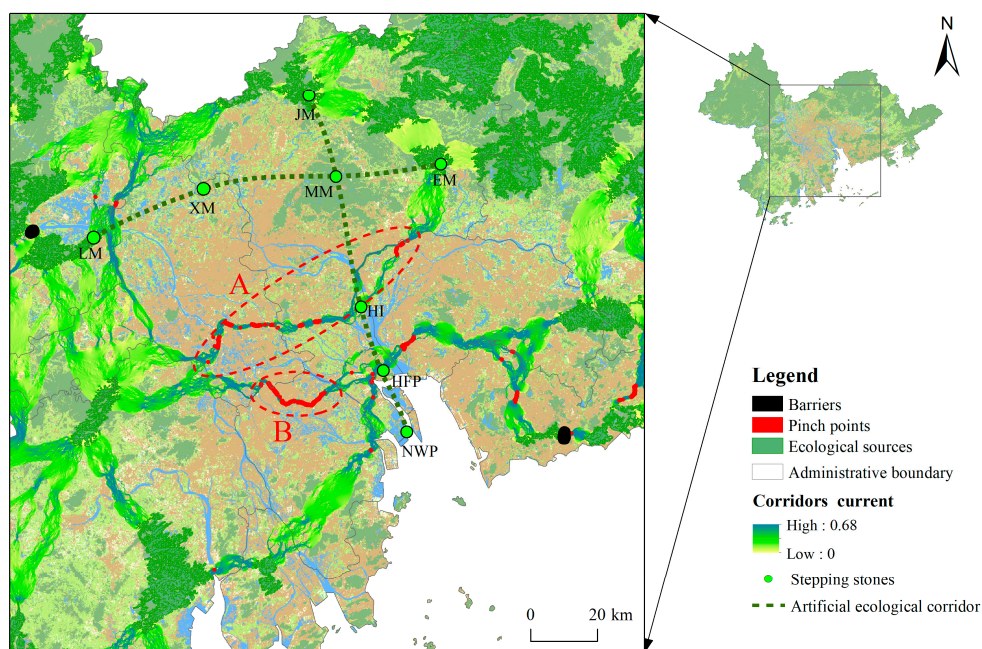 N
JM
MM
EM
XM
LM
A
HI
HFP
B
NWP
0 20 km
Legend
Barriers
Pinch points
Ecological sources
Administrative boundary
Corridors current
High : 0.68
Low : 0
Stepping stones
Artificial ecological corridor